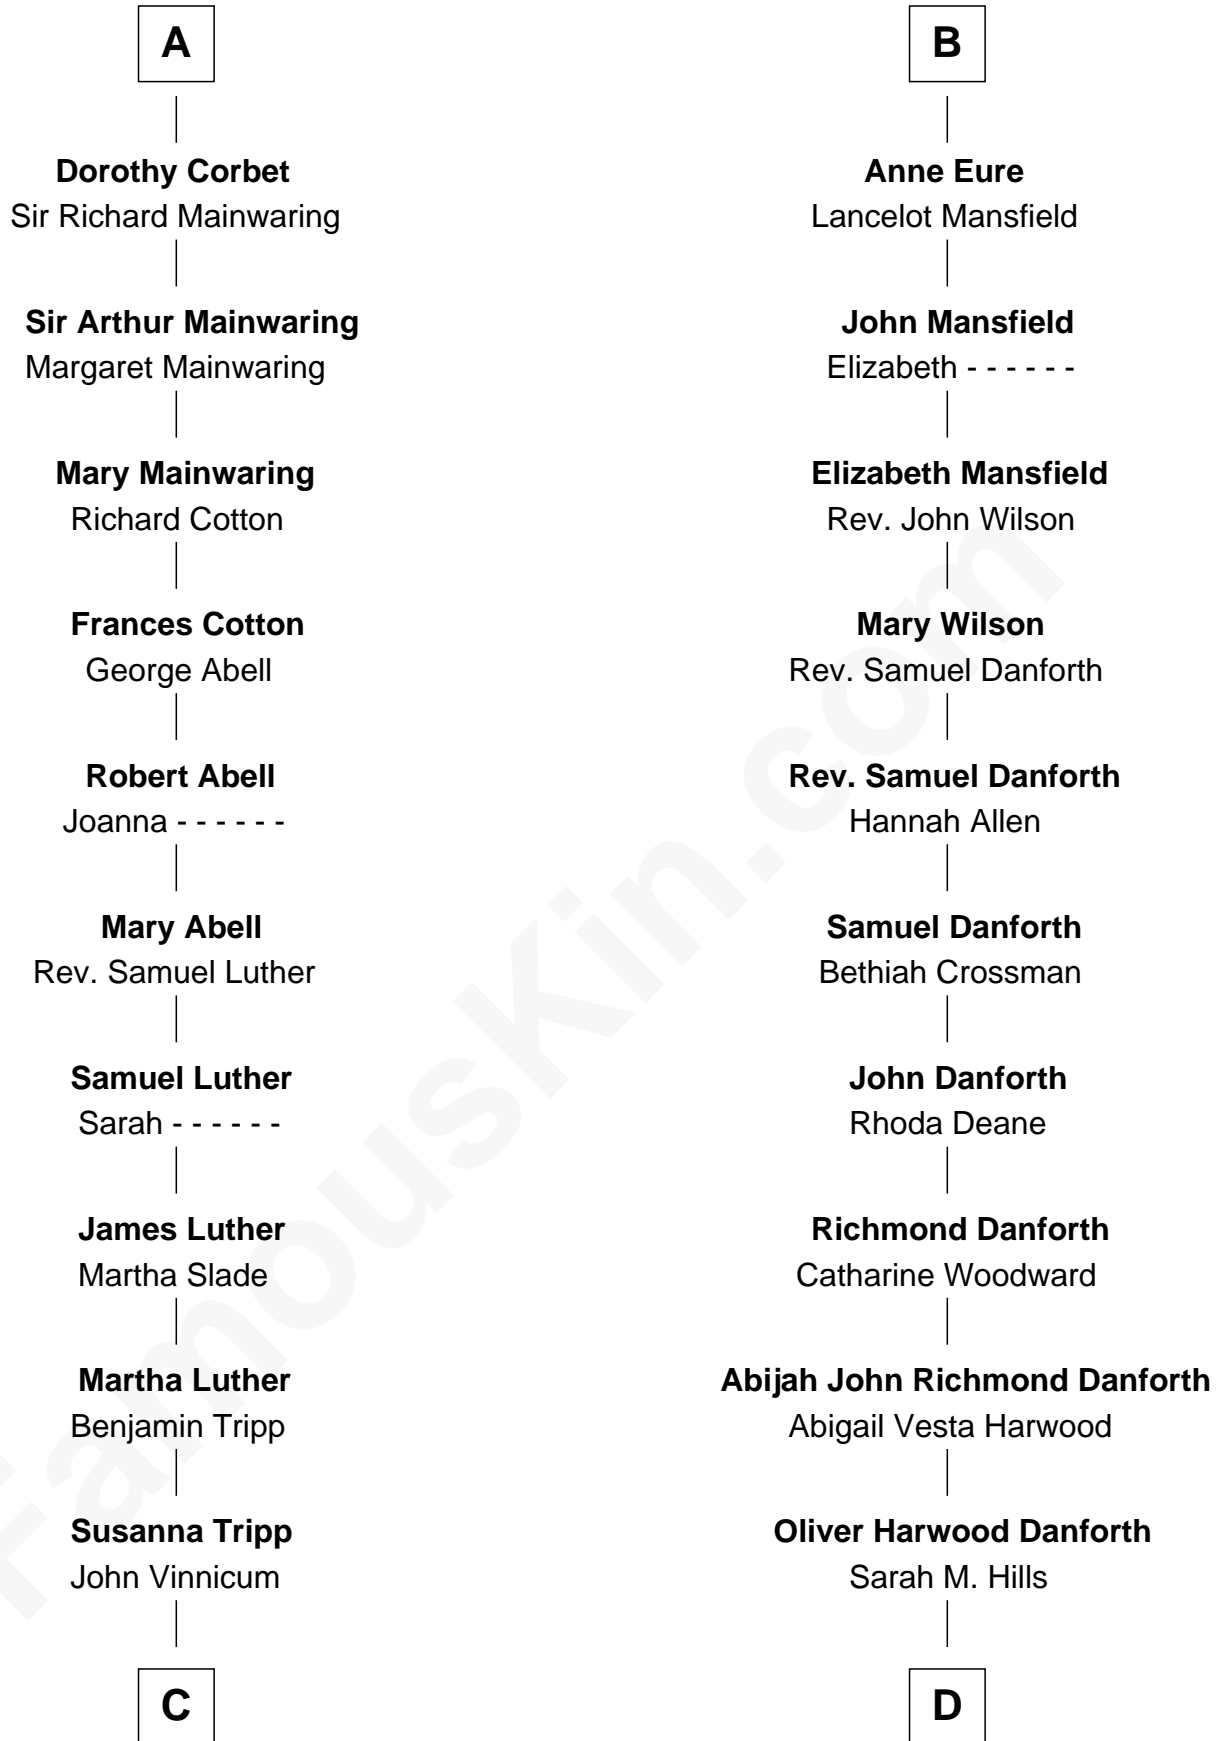 A
Dorothy Corbet
Sir Richard Mainwaring
Sir Arthur Mainwaring
Margaret Mainwaring
Mary Mainwaring
Richard Cotton
Frances Cotton
George Abell
Robert Abell
Joanna - - - - - -
Mary Abell
Rev. Samuel Luther
Samuel Luther
Sarah - - - - - -
James Luther
Martha Slade
Martha Luther
Benjamin Tripp
Susanna Tripp
John Vinnicum
C
B
Anne Eure
Lancelot Mansfield
John Mansfield
Elizabeth - - - - - -
Elizabeth Mansfield
Rev. John Wilson
Mary Wilson
Rev. Samuel Danforth
Rev. Samuel Danforth
Hannah Allen
Samuel Danforth
Bethiah Crossman
John Danforth
Rhoda Deane
Richmond Danforth
Catharine Woodward
Abijah John Richmond Danforth
Abigail Vesta Harwood
Oliver Harwood Danforth
Sarah M. Hills
D
FamousKin.com